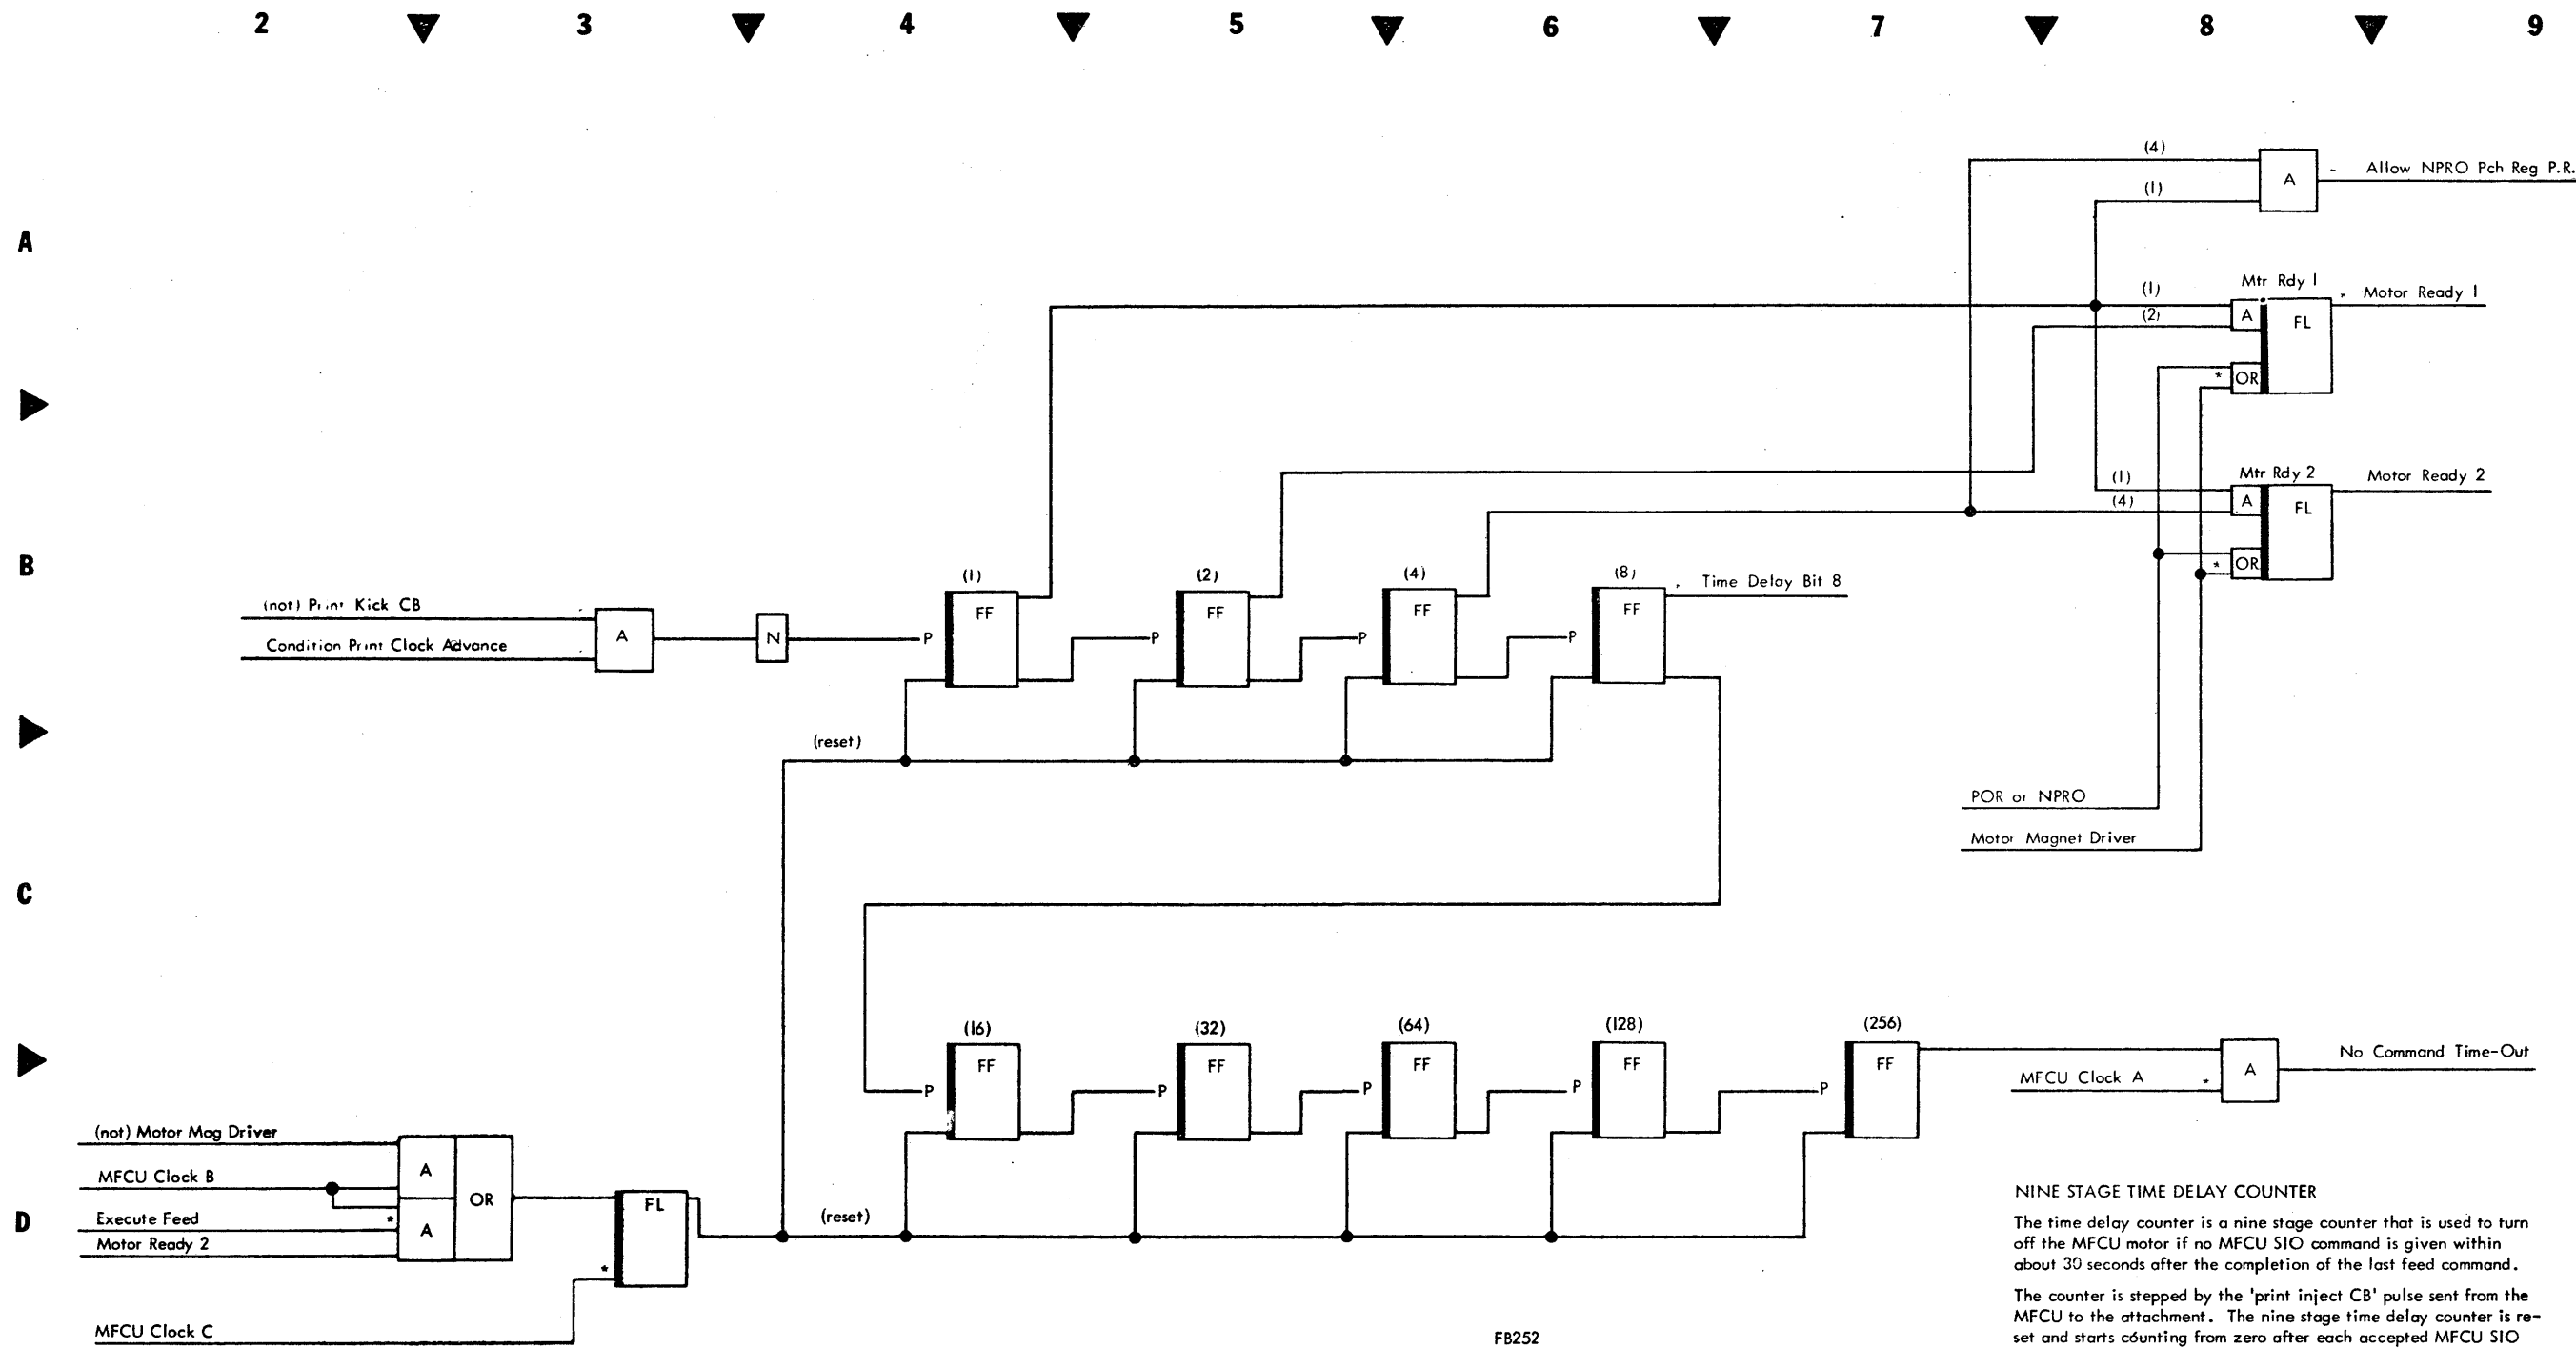 2 3 4 5 6 7 8 9
A
B
C
D
(4)
(1)
A
Allow NPRO Pch Reg P.R.
Mtr Rdy 1
(1)
(2)
A
FL
Motor Ready 1
* OR
Mtr Rdy 2
(1)
(4)
A
FL
Motor Ready 2
* OR
(not) Print Kick CB
Condition Print Clock Advance
A
N
P
(1)
FF
P
(2)
FF
P
(4)
FF
P
(8)
FF
Time Delay Bit 8
(reset)
POR or NPRO
Motor Magnet Driver
P
(16)
FF
P
(32)
FF
P
(64)
FF
P
(128)
FF
P
(256)
FF
MFCU Clock A
*
A
No Command Time-Out
(not) Motor Mag Driver
MFCU Clock B
Execute Feed
*
Motor Ready 2
A
A
OR
FL
*
MFCU Clock C
(reset)
NINE STAGE TIME DELAY COUNTER
The time delay counter is a nine stage counter that is used to turn
off the MFCU motor if no MFCU SIO command is given within
about 30 seconds after the completion of the last feed command.
The counter is stepped by the 'print inject CB' pulse sent from the
MFCU to the attachment. The nine stage time delay counter is re-
set and starts counting from zero after each accepted MFCU SIO
FB252